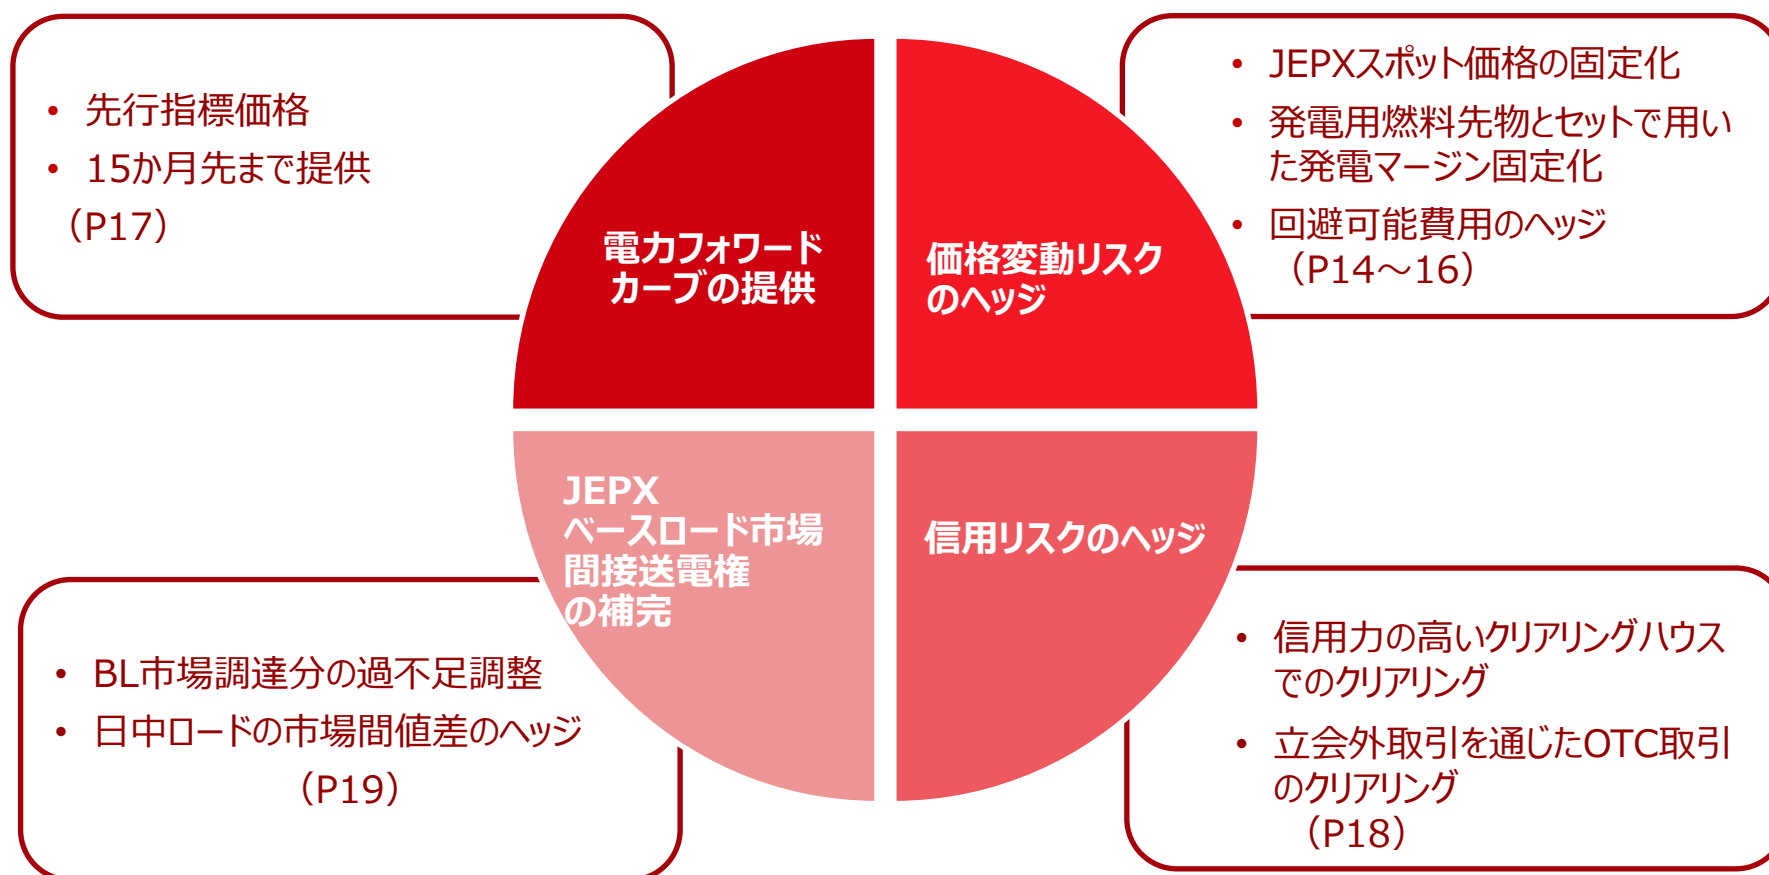 • 先行指標価格
• 15か月先まで提供
（P17）
電力フォワード
カーブの提供
価格変動リスク
のヘッジ
• JEPXスポット価格の固定化
• 発電用燃料先物とセットで用い
た発電マージン固定化
• 回避可能費用のヘッジ
（P14～16）
JEPX
ベースロード市場
間接送電権
の補完
信用リスクのヘッジ
• BL市場調達分の過不足調整
• 日中ロードの市場間値差のヘッジ
（P19）
• 信用力の高いクリアリングハウス
でのクリアリング
• 立会外取引を通じたOTC取引
のクリアリング
（P18）